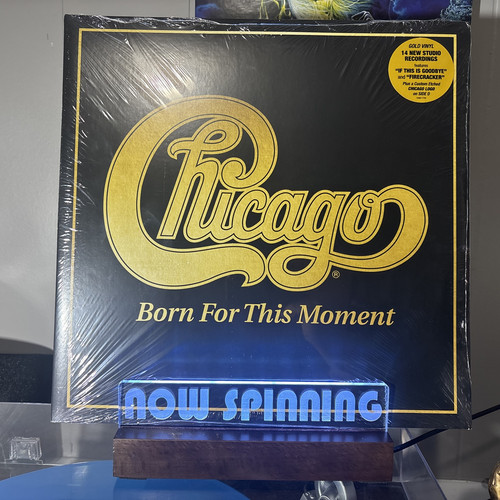 GOLD VINYL
14 NEW STUDIO
RECORDINGS
features
"IF THIS IS GOODBYE"
and "FIRECRACKER"
Plus a Custom Etched
CHICAGO LOGO
on SIDE D
Chicago®
Born For This Moment
NOW SPINNING